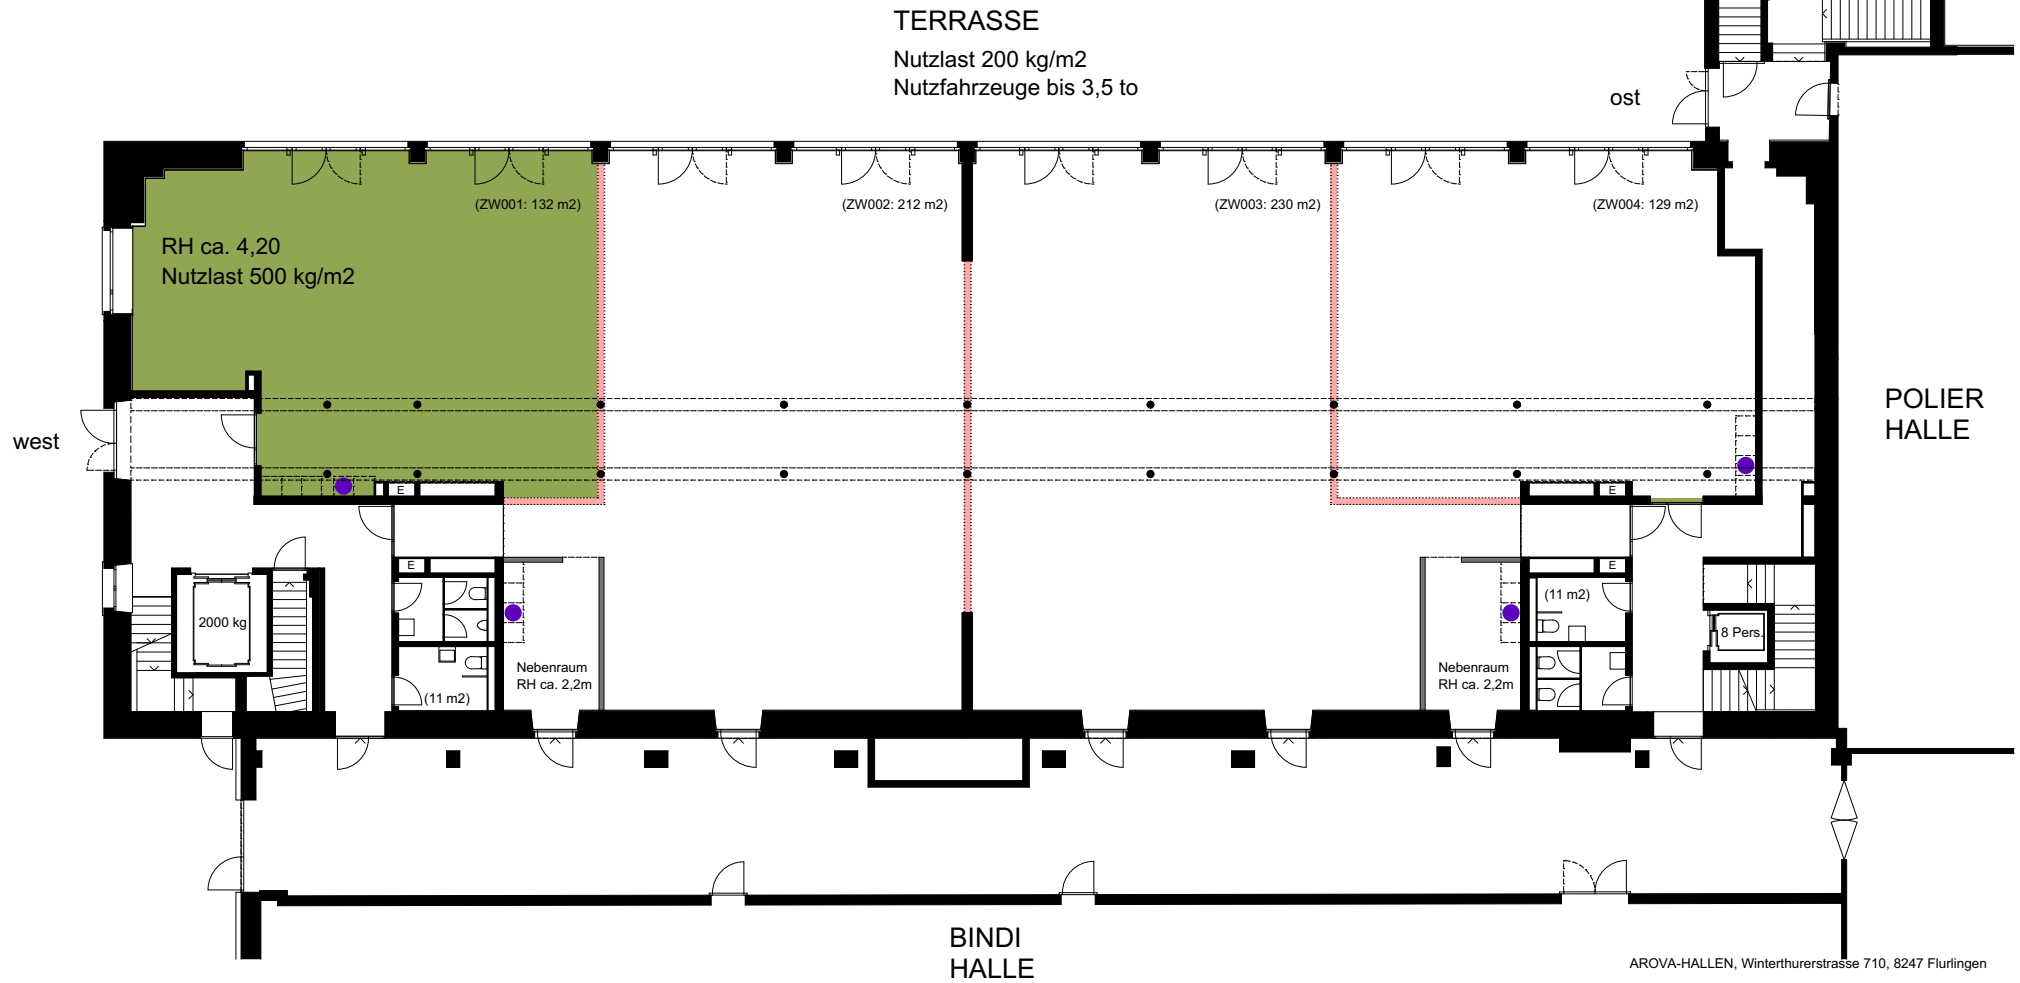 TERRASSE
Nutzlast 200 kg/m2
Nutzfahrzeuge bis 3,5 to
ost
(ZW001: 132 m2)
(ZW002: 212 m2)
(ZW003: 230 m2)
(ZW004: 129 m2)
RH ca. 4,20
Nutzlast 500 kg/m2
POLIER
HALLE
west
E
E
E
E
2000 kg
(11 m2)
8 Pers.
Nebenraum
RH ca. 2,2m
Nebenraum
RH ca. 2,2m
(11 m2)
BINDI
HALLE
AROVA-HALLEN, Winterthurerstrasse 710, 8247 Flurlingen